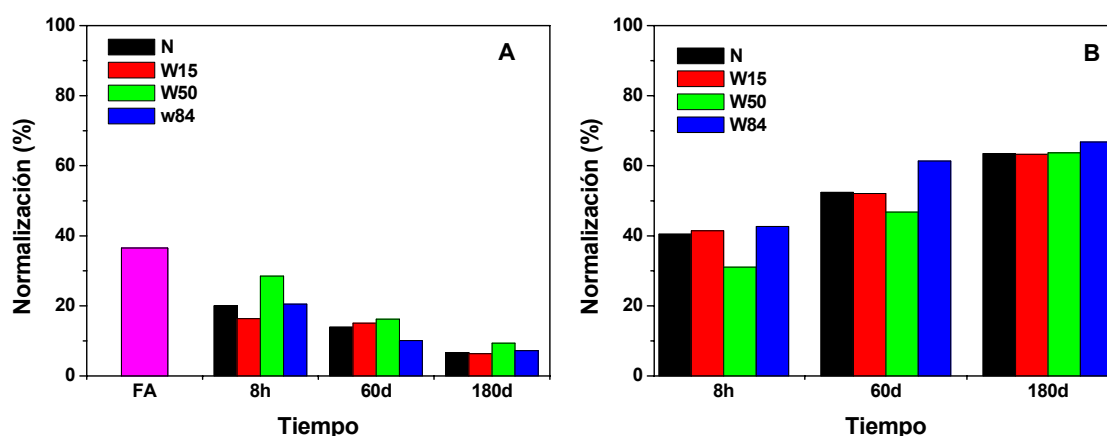 100
80
60
40
20
0
Normalización (%)
N
W15
W50
w84
A
FA
8h
60d
180d
Tiempo
100
80
60
40
20
0
Normalización (%)
N
W15
W50
W84
B
8h
60d
180d
Tiempo